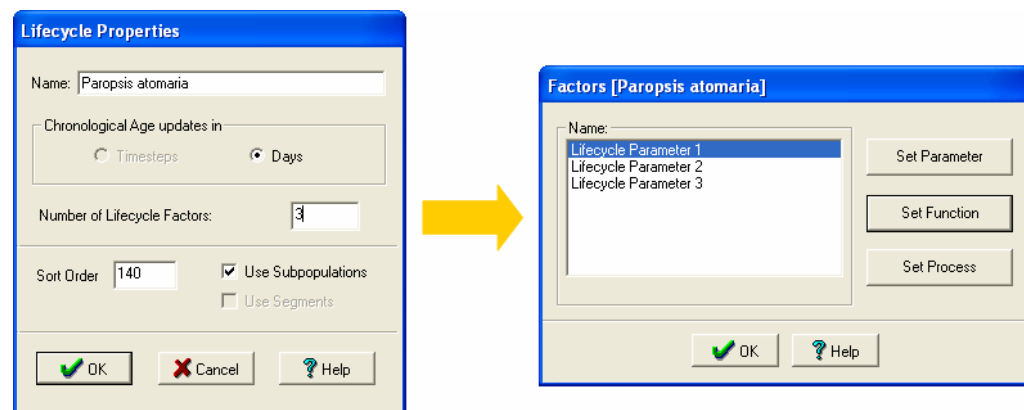 Lifecycle Properties
Name: Paropsis atomaria
Chronological Age updates in
Timesteps Days
Number of Lifecycle Factors: 3
Sort Order 140 Use Subpopulations
Use Segments
OK Cancel ? Help
Factors [Paropsis atomaria]
Name:
Lifecycle Parameter 1
Lifecycle Parameter 2
Lifecycle Parameter 3
Set Parameter
Set Function
Set Process
OK ? Help